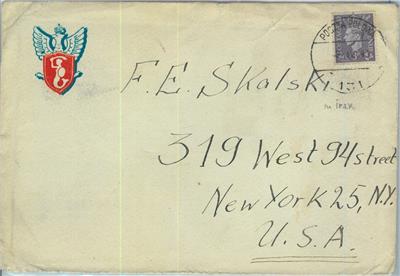 F. E. Skalski
319 West 94 street
New York 25, N.Y.
U. S. A.